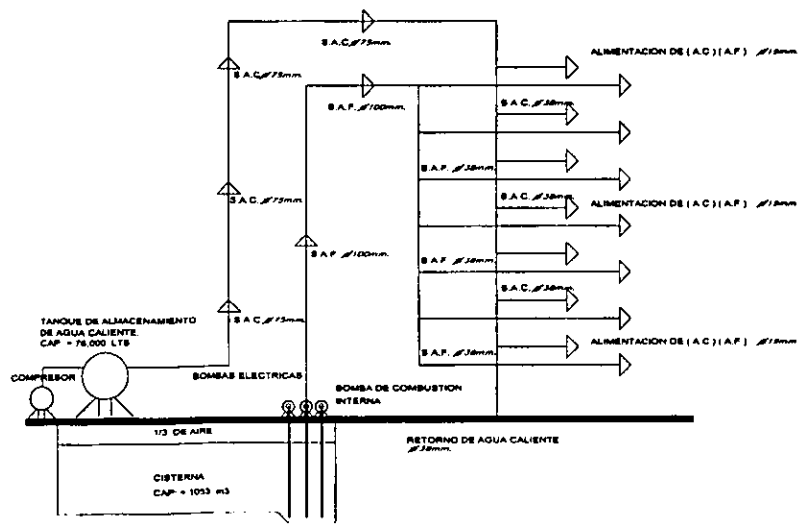 S.A.C. ⌀75mm.
ALIMENTACION DE ( A.C ) ( A.F. ) ⌀19mm.
S.A.C. ⌀75mm.
S.A.F. ⌀100mm.
S.A.C. ⌀38mm.
S.A.F. ⌀38mm.
S.A.C. ⌀75mm.
S.A.C. ⌀38mm.
ALIMENTACION DE ( A.C ) ( A.F. ) ⌀19mm.
S.A.F. ⌀100mm.
S.A.F. ⌀38mm.
S.A.C. ⌀38mm.
TANQUE DE ALMACENAMIENTO
DE AGUA CALIENTE.
CAP = 76,000 LTS
S.A.C. ⌀75mm.
ALIMENTACION DE ( A.C ) ( A.F. ) ⌀19mm.
S.A.F. ⌀38mm.
COMPRESOR
BOMBAS ELECTRICAS
BOMBA DE COMBUSTION
INTERNA
1/3 DE AIRE
RETORNO DE AGUA CALIENTE
⌀38mm.
CISTERNA
CAP = 1053 m3